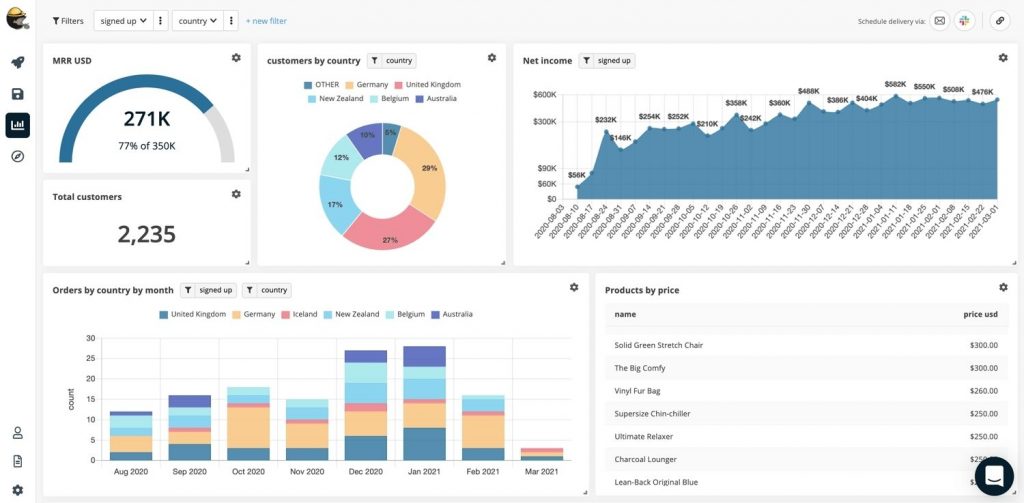 Filters signed up country + new filter Schedule delivery via:
MRR USD
271K
77% of 350K
Total customers
2,235
customers by country country
OTHER Germany United Kingdom
New Zealand Belgium Australia
5%
29%
27%
17%
12%
10%
Net income signed up
$600K
$300K
$90K
$60K
$0
$56K $232K $146K $254K $254K $252K $210K $358K $242K $360K $488K $386K $404K $582K $550K $508K $476K
2020-08-03 2020-08-10 2020-08-17 2020-08-24 2020-08-31 2020-09-07 2020-09-14 2020-09-21 2020-09-28 2020-10-05 2020-10-12 2020-10-19 2020-10-26 2020-11-02 2020-11-09 2020-11-16 2020-11-23 2020-11-30 2020-12-07 2020-12-14 2020-12-21 2020-12-28 2021-01-04 2021-01-11 2021-01-18 2021-01-25 2021-02-01 2021-02-08 2021-02-15 2021-02-22 2021-03-01
Orders by country by month signed up country
United Kingdom Germany Iceland New Zealand Belgium Australia
count
30
25
20
15
10
5
0
Aug 2020 Sep 2020 Oct 2020 Nov 2020 Dec 2020 Jan 2021 Feb 2021 Mar 2021
Products by price
name price usd
Solid Green Stretch Chair $300.00
The Big Comfy $300.00
Vinyl Fur Bag $260.00
Supersize Chin-chiller $250.00
Ultimate Relaxer $250.00
Charcoal Lounger
Lean-Back Original Blue